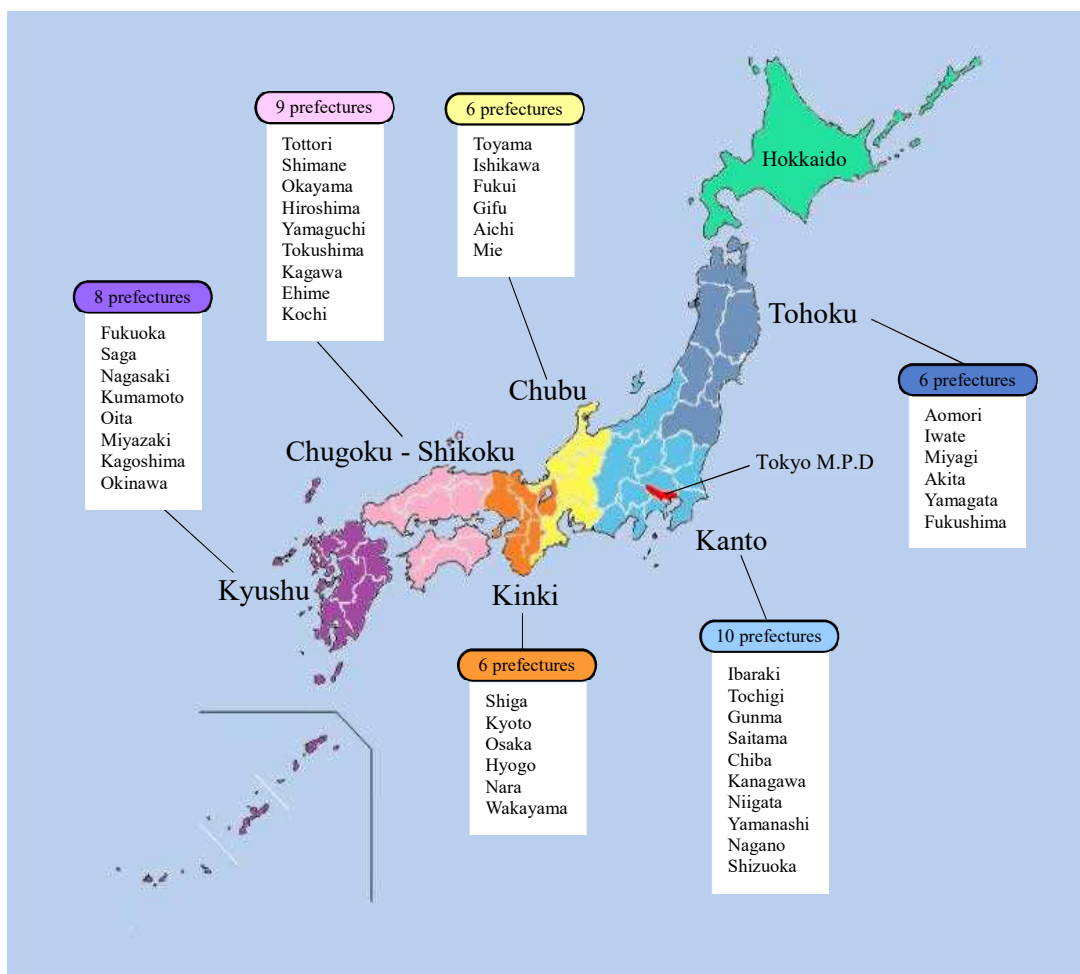 9 prefectures
Tottori
Shimane
Okayama
Hiroshima
Yamaguchi
Tokushima
Kagawa
Ehime
Kochi
6 prefectures
Toyama
Ishikawa
Fukui
Gifu
Aichi
Mie
Hokkaido
8 prefectures
Fukuoka
Saga
Nagasaki
Kumamoto
Oita
Miyazaki
Kagoshima
Okinawa
Tohoku
6 prefectures
Aomori
Iwate
Miyagi
Akita
Yamagata
Fukushima
Chubu
Chugoku - Shikoku
Tokyo M.P.D
Kanto
Kyushu
Kinki
10 prefectures
Ibaraki
Tochigi
Gunma
Saitama
Chiba
Kanagawa
Niigata
Yamanashi
Nagano
Shizuoka
6 prefectures
Shiga
Kyoto
Osaka
Hyogo
Nara
Wakayama